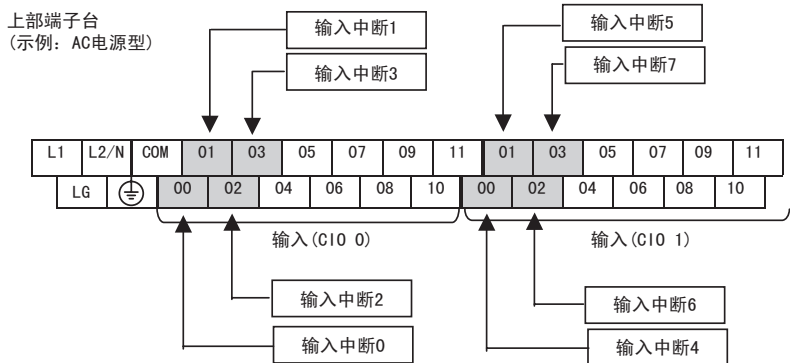 上部端子台
(示例: AC电源型)
输入中断1
输入中断3
输入中断5
输入中断7
L1 L2/N COM 01 03 05 07 09 11 01 03 05 07 09 11
LG 00 02 04 06 08 10 00 02 04 06 08 10
输入(CIO 0)
输入(CIO 1)
输入中断2
输入中断0
输入中断6
输入中断4